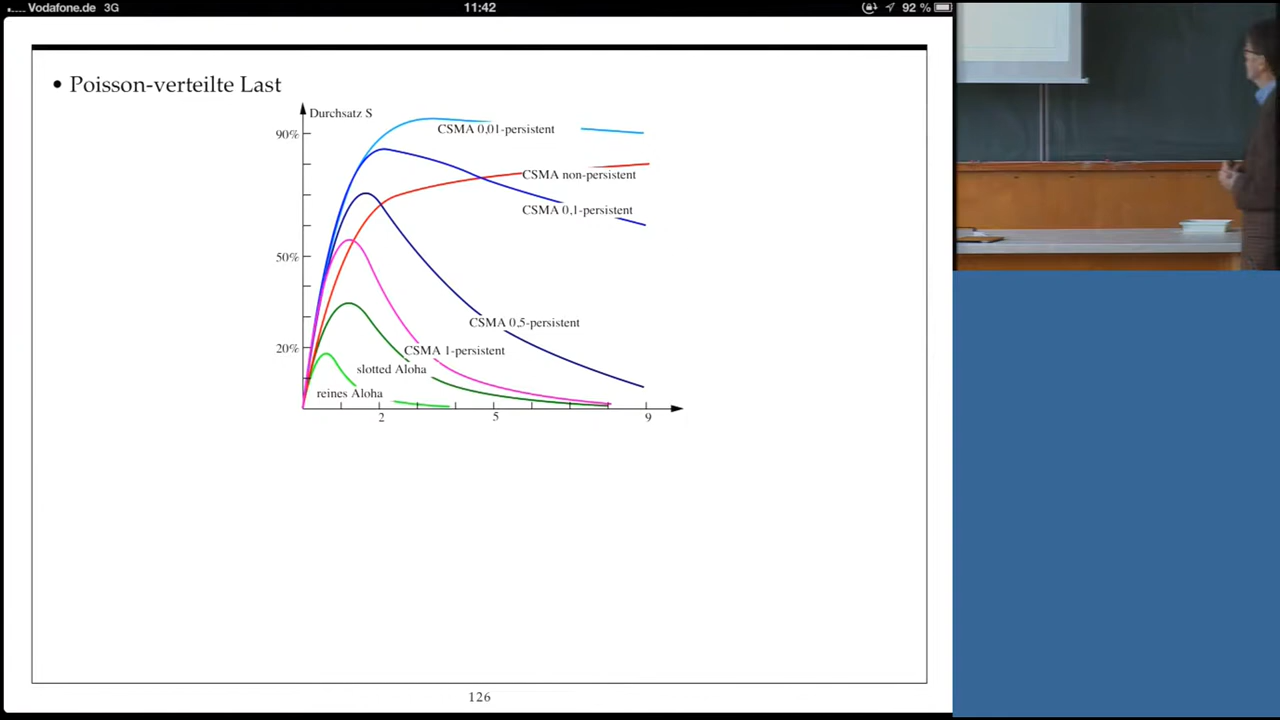 Vodafone.de 3G 11:42 92 %
• Poisson-verteilte Last
Durchsatz S
90%
CSMA 0,01-persistent
CSMA non-persistent
CSMA 0,1-persistent
50%
CSMA 0,5-persistent
20%
CSMA 1-persistent
slotted Aloha
reines Aloha
2 5 9
126